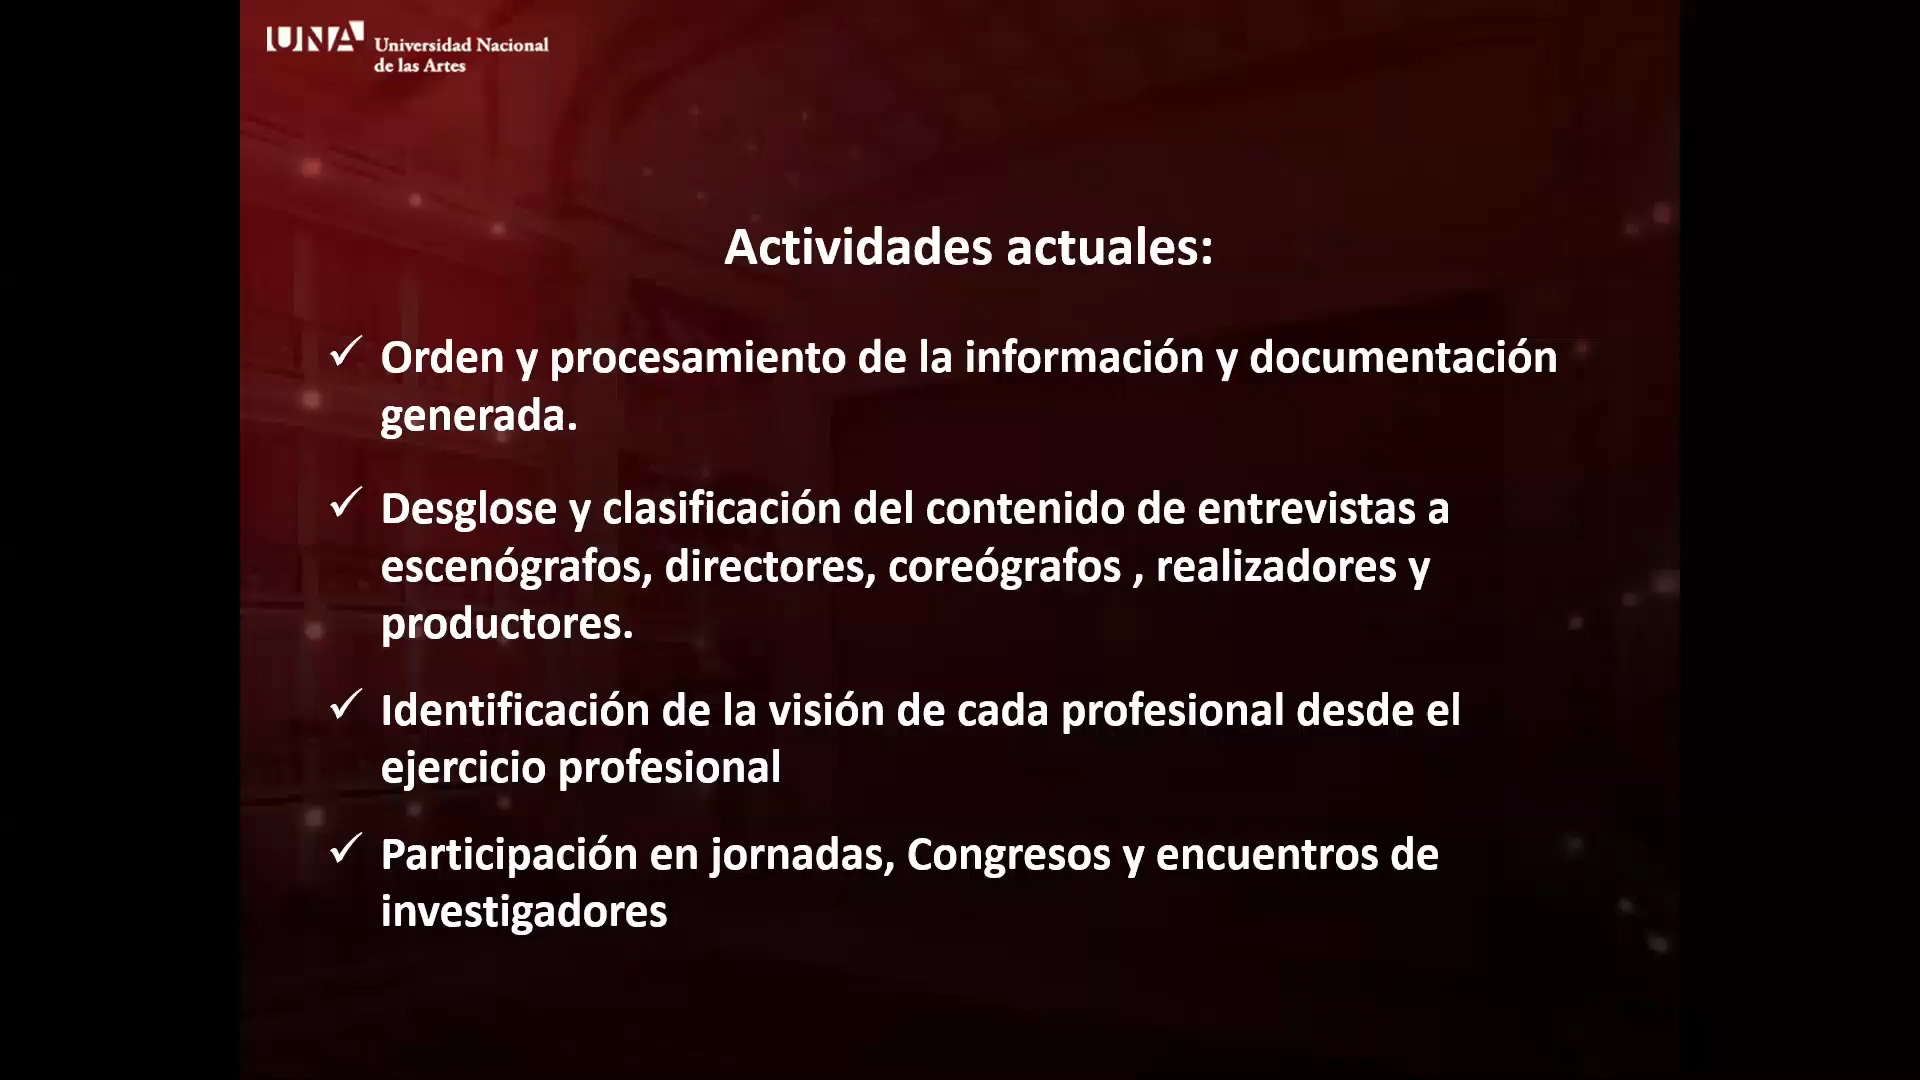 UNA Universidad Nacional
de las Artes
Actividades actuales:
✓ Orden y procesamiento de la información y documentación
generada.
✓ Desglose y clasificación del contenido de entrevistas a
escenógrafos, directores, coreógrafos , realizadores y
productores.
✓ Identificación de la visión de cada profesional desde el
ejercicio profesional
✓ Participación en jornadas, Congresos y encuentros de
investigadores